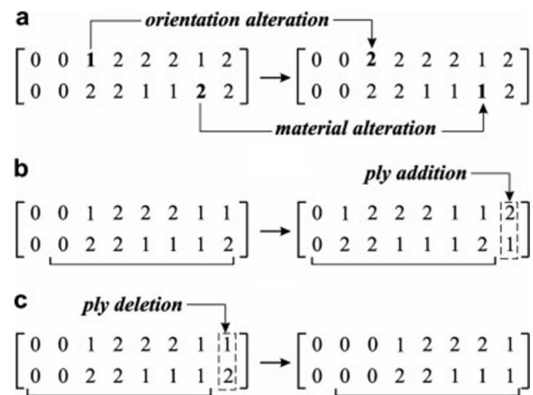 a
orientation alteration
0 0 1 2 2 2 1 2 0 0 2 2 2 2 1 2
0 0 2 2 1 1 2 2 0 0 2 2 1 1 1 2
material alteration
b
ply addition
0 0 1 2 2 2 1 1 0 1 2 2 2 1 1 2
0 0 2 2 1 1 1 2 0 2 2 1 1 1 2 1
c
ply deletion
0 0 1 2 2 2 1 1 0 0 0 1 2 2 2 1
0 0 2 2 1 1 1 2 0 0 0 2 2 1 1 1